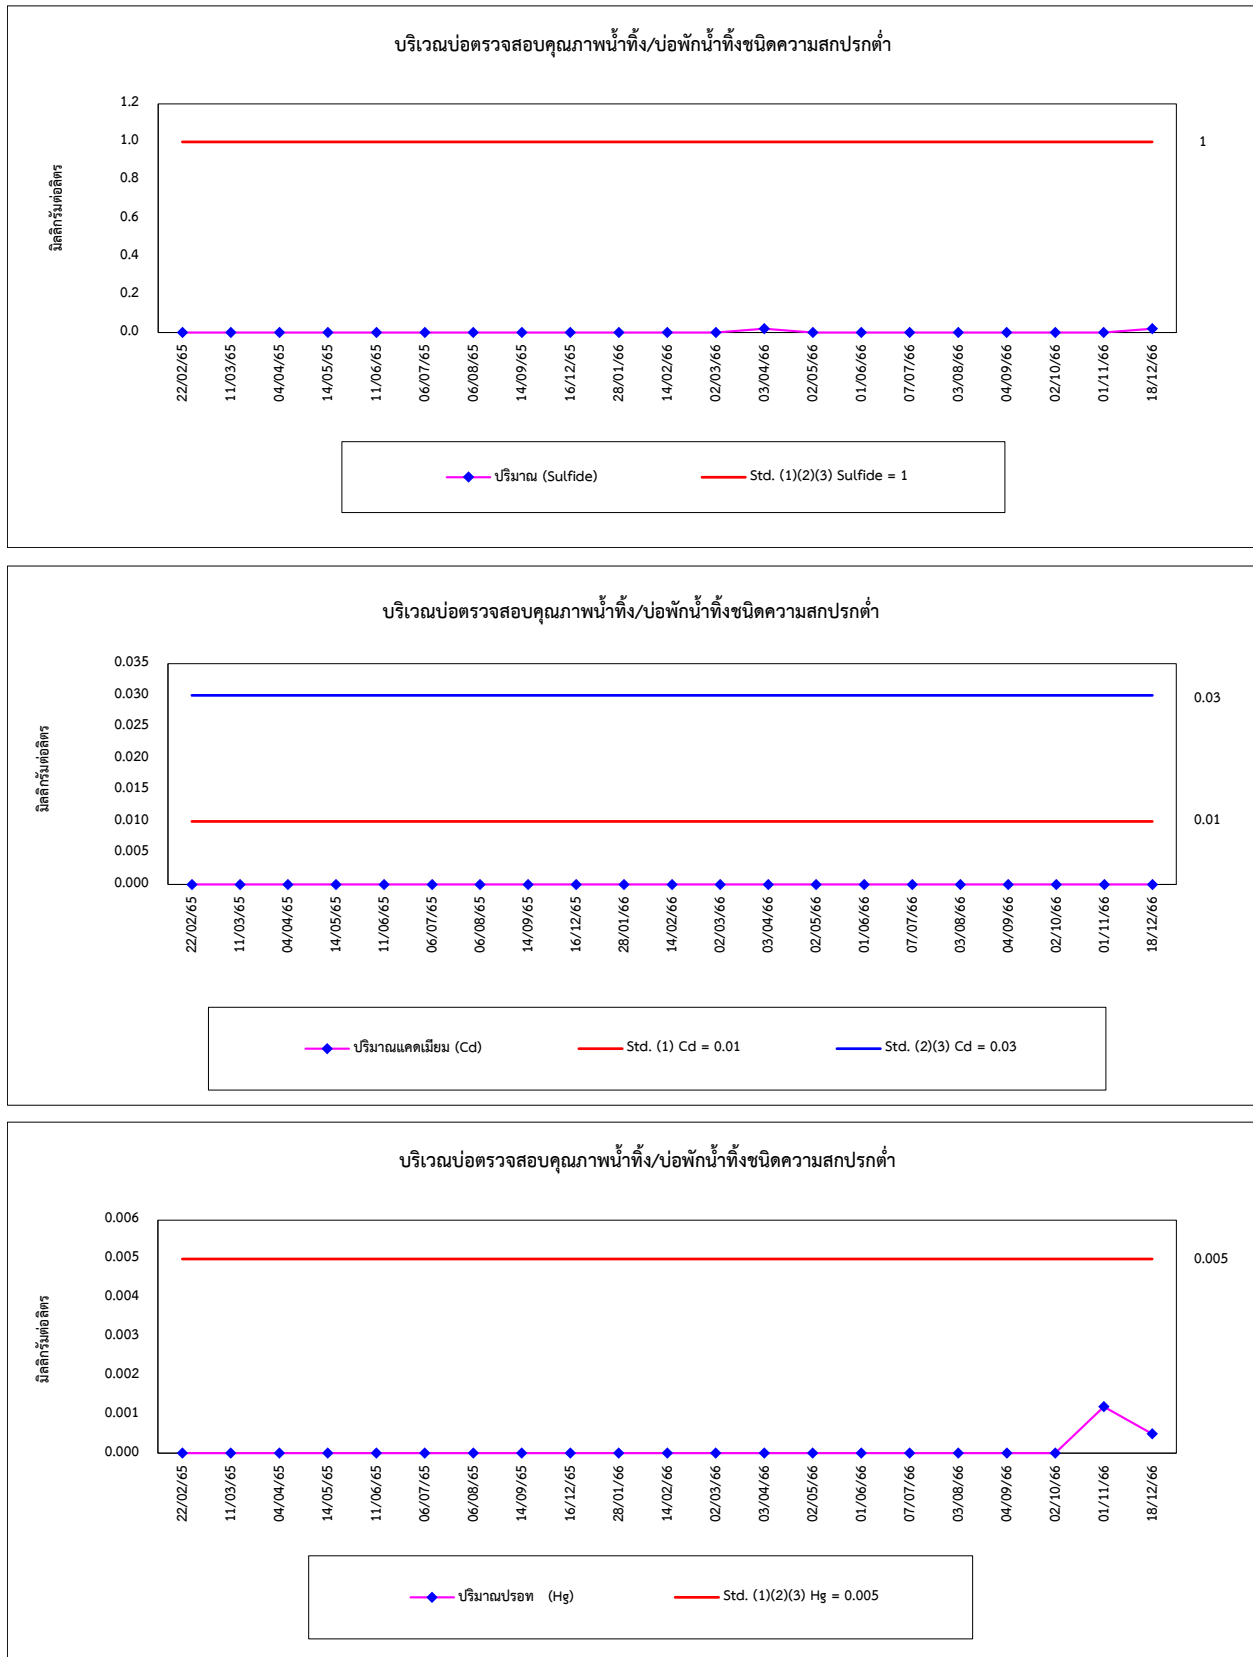 บริเวณบ่อตรวจสอบคุณภาพน้ำทิ้ง/บ่อพักน้ำทิ้งชนิดความสกปรกต่ำ
มิลลิกรัมต่อลิตร
1.2
1.0
0.8
0.6
0.4
0.2
0.0
1
22/02/65 11/03/65 04/04/65 14/05/65 11/06/65 06/07/65 06/08/65 14/09/65 16/12/65 28/01/66 14/02/66 02/03/66 03/04/66 02/05/66 01/06/66 07/07/66 03/08/66 04/09/66 02/10/66 01/11/66 18/12/66
ปริมาณ (Sulfide) Std. (1)(2)(3) Sulfide = 1
บริเวณบ่อตรวจสอบคุณภาพน้ำทิ้ง/บ่อพักน้ำทิ้งชนิดความสกปรกต่ำ
มิลลิกรัมต่อลิตร
0.035
0.030
0.025
0.020
0.015
0.010
0.005
0.000
0.03
0.01
22/02/65 11/03/65 04/04/65 14/05/65 11/06/65 06/07/65 06/08/65 14/09/65 16/12/65 28/01/66 14/02/66 02/03/66 03/04/66 02/05/66 01/06/66 07/07/66 03/08/66 04/09/66 02/10/66 01/11/66 18/12/66
ปริมาณแคดเมียม (Cd) Std. (1) Cd = 0.01 Std. (2)(3) Cd = 0.03
บริเวณบ่อตรวจสอบคุณภาพน้ำทิ้ง/บ่อพักน้ำทิ้งชนิดความสกปรกต่ำ
มิลลิกรัมต่อลิตร
0.006
0.005
0.004
0.003
0.002
0.001
0.000
0.005
22/02/65 11/03/65 04/04/65 14/05/65 11/06/65 06/07/65 06/08/65 14/09/65 16/12/65 28/01/66 14/02/66 02/03/66 03/04/66 02/05/66 01/06/66 07/07/66 03/08/66 04/09/66 02/10/66 01/11/66 18/12/66
ปริมาณปรอท (Hg) Std. (1)(2)(3) Hg = 0.005